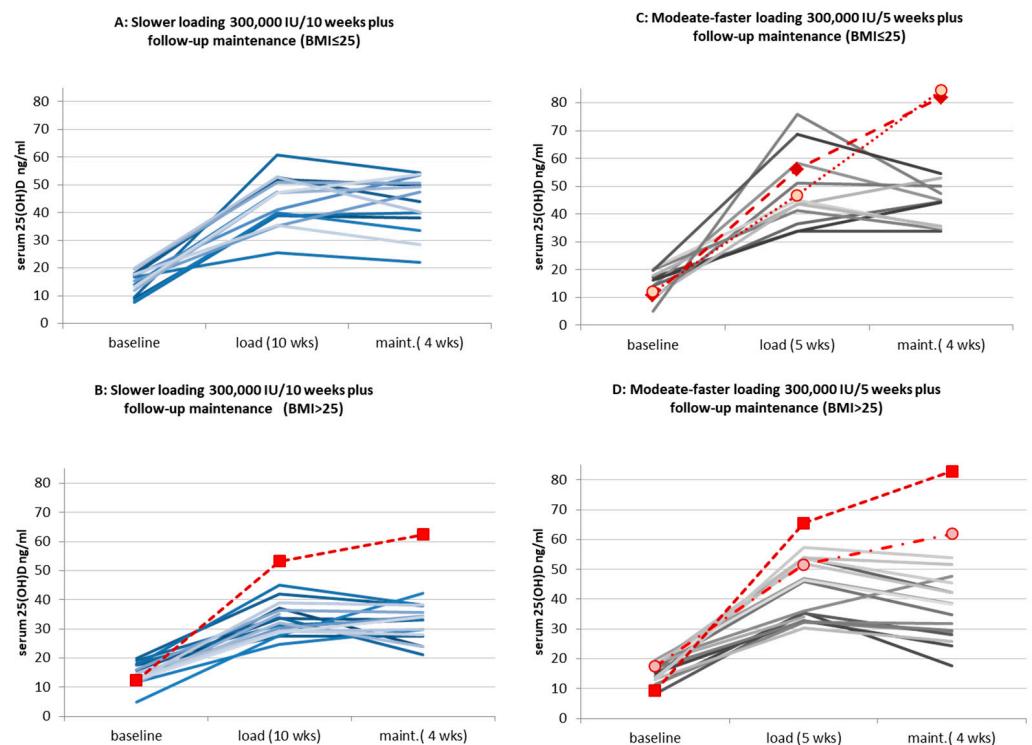 A: Slower loading 300,000 IU/10 weeks plus
follow-up maintenance (BMI≤25)
serum 25(OH)D ng/ml
80
70
60
50
40
30
20
10
0
baseline
load (10 wks)
maint.( 4 wks)
C: Modeate-faster loading 300,000 IU/5 weeks plus
follow-up maintenance (BMI≤25)
serum 25(OH)D ng/ml
80
70
60
50
40
30
20
10
0
baseline
load (5 wks)
maint.( 4 wks)
B: Slower loading 300,000 IU/10 weeks plus
follow-up maintenance (BMI>25)
serum 25(OH)D ng/ml
80
70
60
50
40
30
20
10
0
baseline
load (10 wks)
maint.( 4 wks)
D: Modeate-faster loading 300,000 IU/5 weeks plus
follow-up maintenance (BMI>25)
serum 25(OH)D ng/ml
80
70
60
50
40
30
20
10
0
baseline
load (5 wks)
maint.( 4 wks)